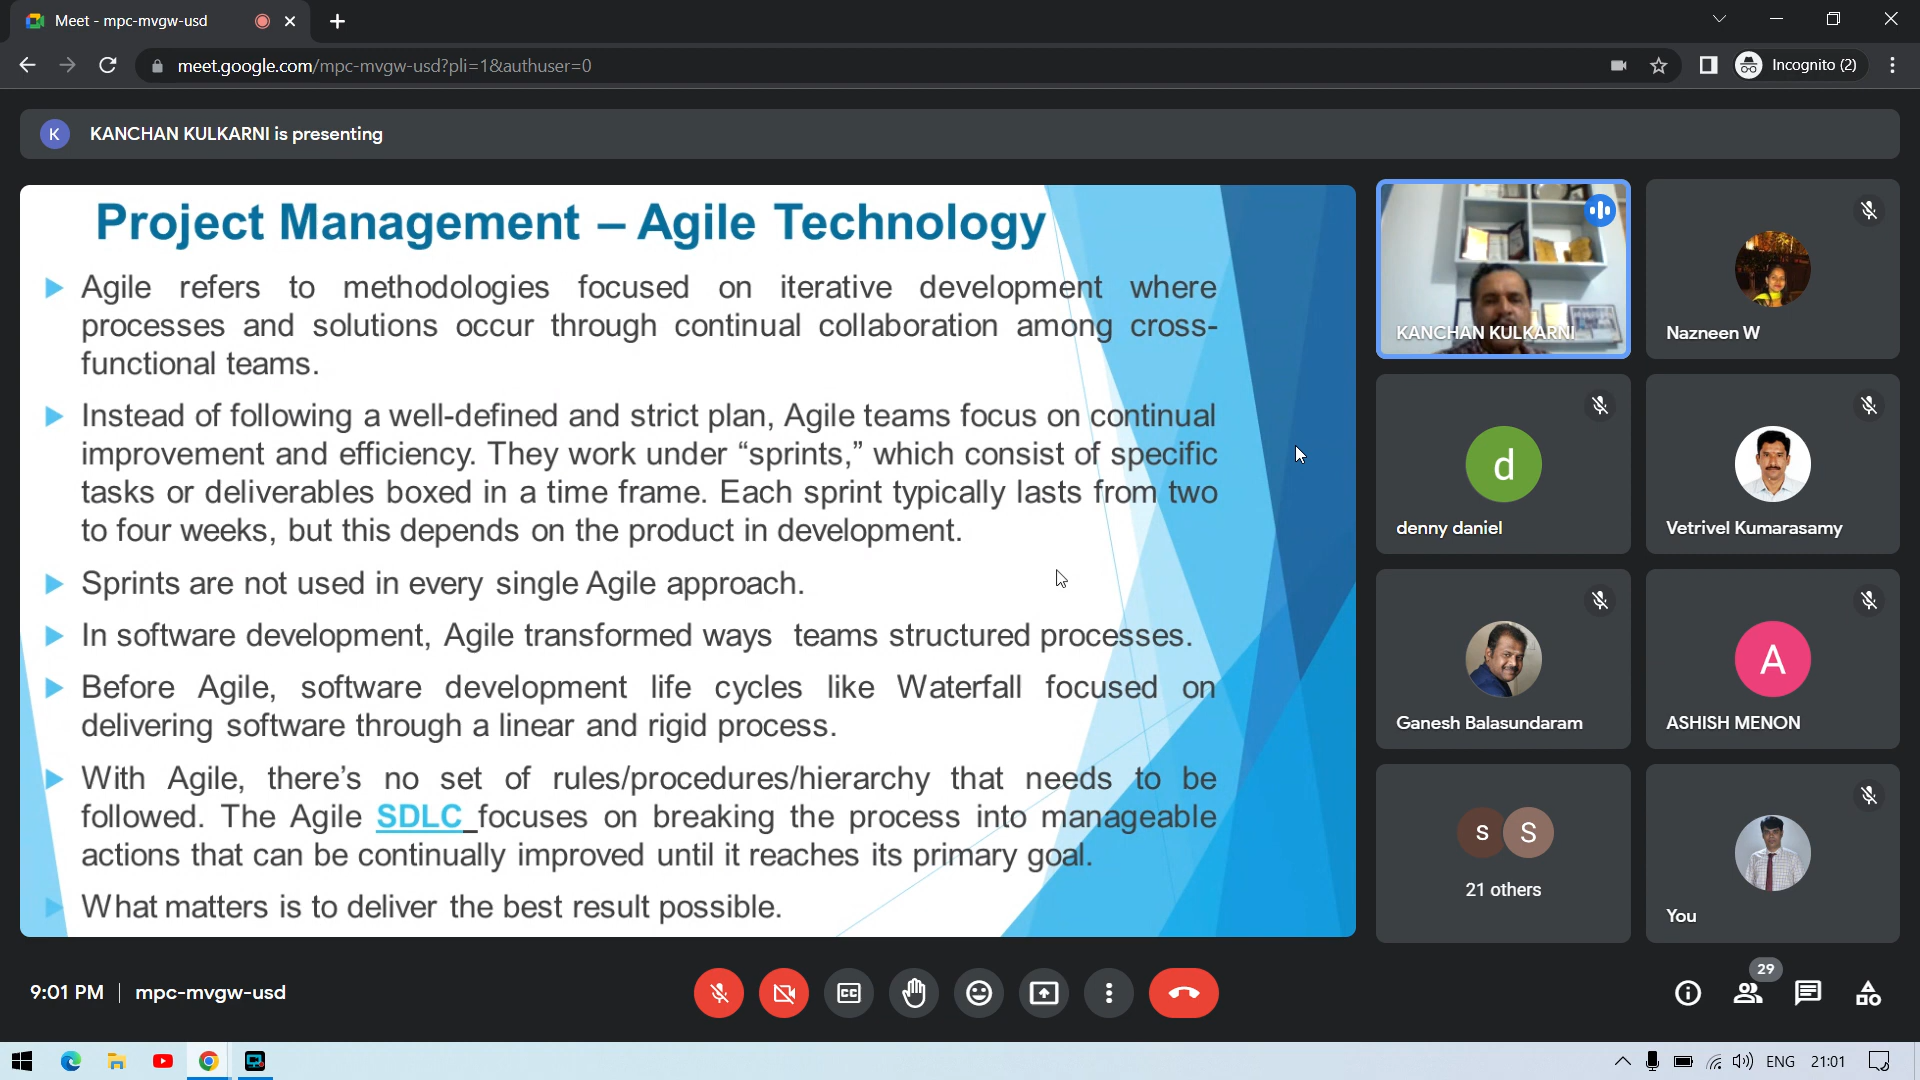 Meet - mpc-mvgw-usd
meet.google.com/mpc-mvgw-usd?pli=1&authuser=0
Incognito (2)
K
KANCHAN KULKARNI is presenting
Project Management – Agile Technology
Agile refers to methodologies focused on iterative development where
processes and solutions occur through continual collaboration among cross-
functional teams.
Instead of following a well-defined and strict plan, Agile teams focus on continual
improvement and efficiency. They work under “sprints,” which consist of specific
tasks or deliverables boxed in a time frame. Each sprint typically lasts from two
to four weeks, but this depends on the product in development.
Sprints are not used in every single Agile approach.
In software development, Agile transformed ways teams structured processes.
Before Agile, software development life cycles like Waterfall focused on
delivering software through a linear and rigid process.
With Agile, there’s no set of rules/procedures/hierarchy that needs to be
followed. The Agile SDLC focuses on breaking the process into manageable
actions that can be continually improved until it reaches its primary goal.
What matters is to deliver the best result possible.
KANCHAN KULKARNI
Nazneen W
d
denny daniel
Vetrivel Kumarasamy
Ganesh Balasundaram
A
ASHISH MENON
s S
21 others
You
9:01 PM | mpc-mvgw-usd
CC
29
ENG 21:01